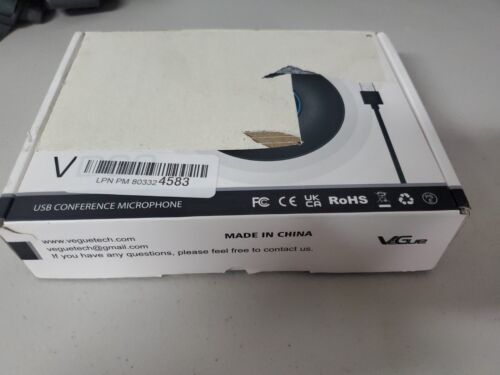 V
LPN PM 80332 4583
USB CONFERENCE MICROPHONE
FC CE UK CA RoHS
MADE IN CHINA
VeGue
www.veguetech.com
veguetech@gmail.com
If you have any questions, please feel free to contact us.